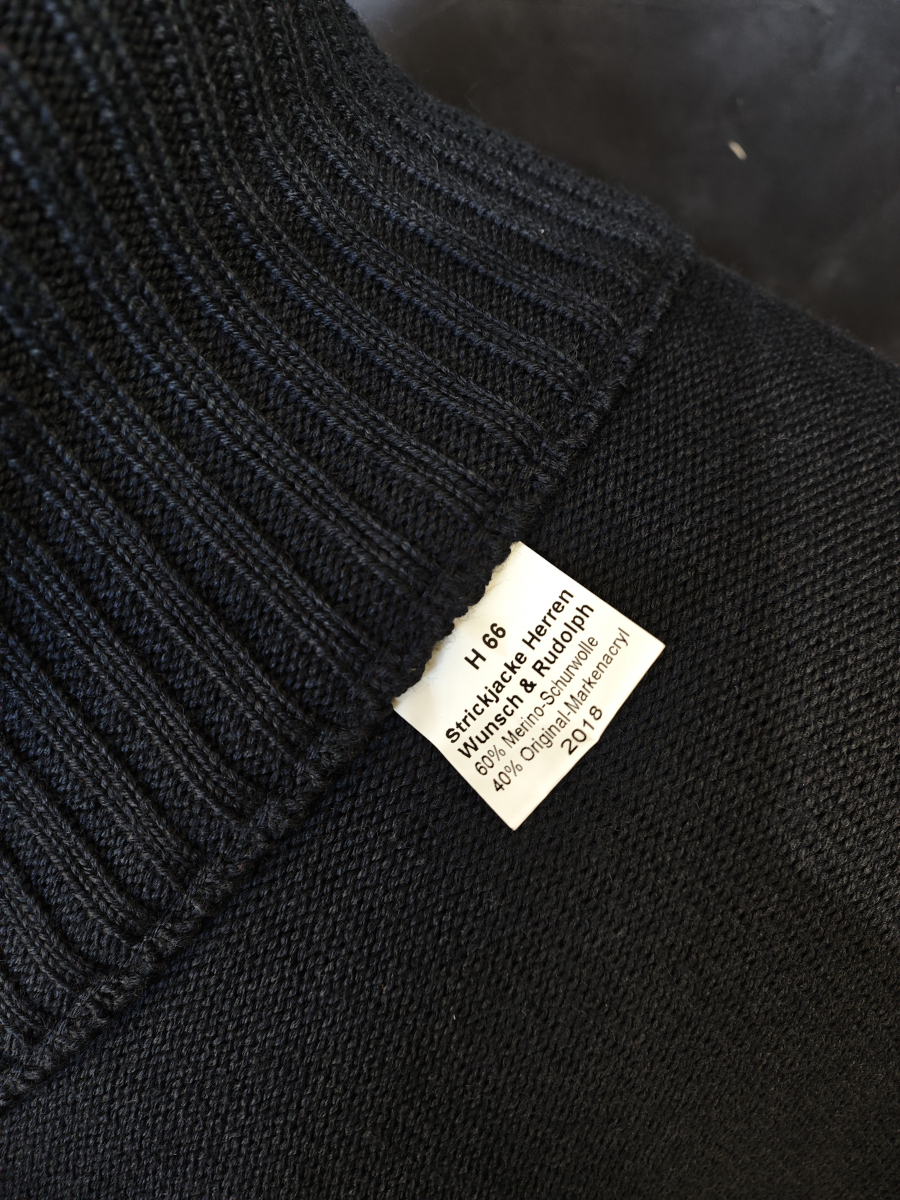 H 66
Strickjacke Herren
Wunsch & Rudolph
60% Merino-Schurwolle
40% Original-Markenacryl
2018